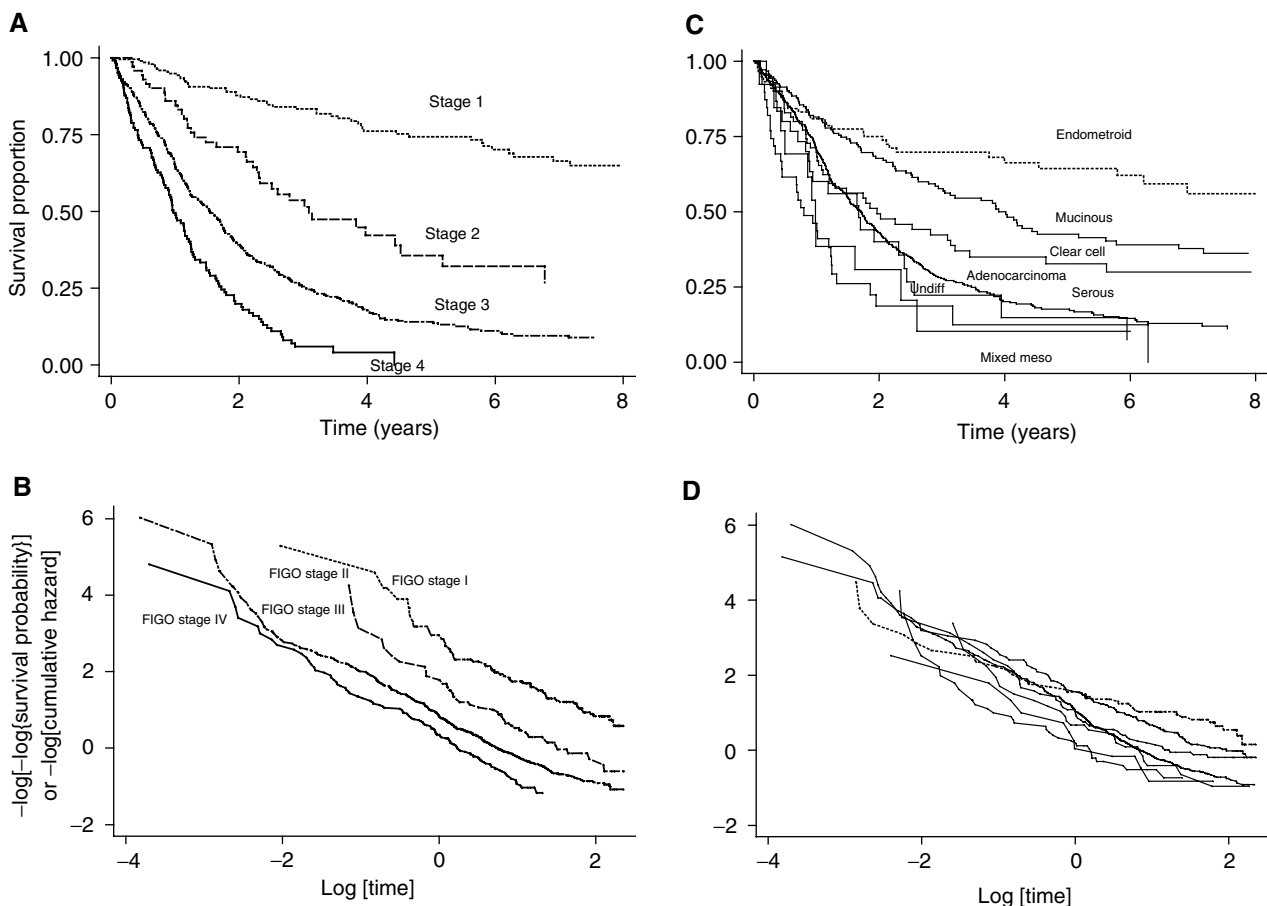 A
1.00
0.75
0.50
0.25
0.00
Survival proportion
Stage 1
Stage 2
Stage 3
Stage 4
0 2 4 6 8
Time (years)
C
1.00
0.75
0.50
0.25
0.00
Endometroid
Mucinous
Clear cell
Adenocarcinoma
Undiff
Serous
Mixed meso
0 2 4 6 8
Time (years)
B
6
4
2
0
−2
−log[−log{survival probability}]
or −log[cumulative hazard]
FIGO stage II
FIGO stage I
FIGO stage III
FIGO stage IV
−4 −2 0 2
Log [time]
D
6
4
2
0
−2
−4 −2 0 2
Log [time]